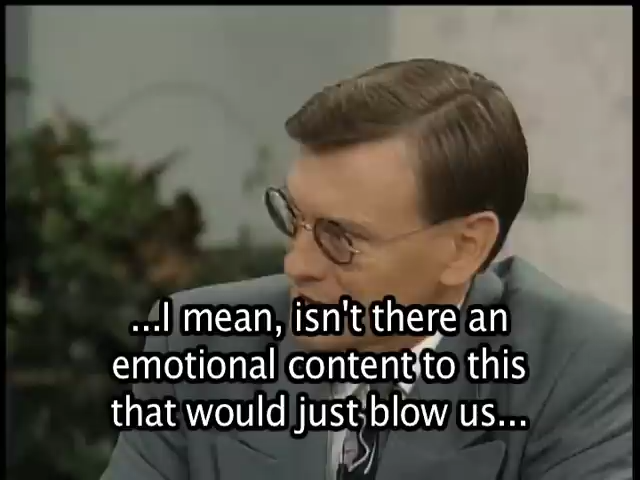 ...I mean, isn't there an
emotional content to this
that would just blow us...